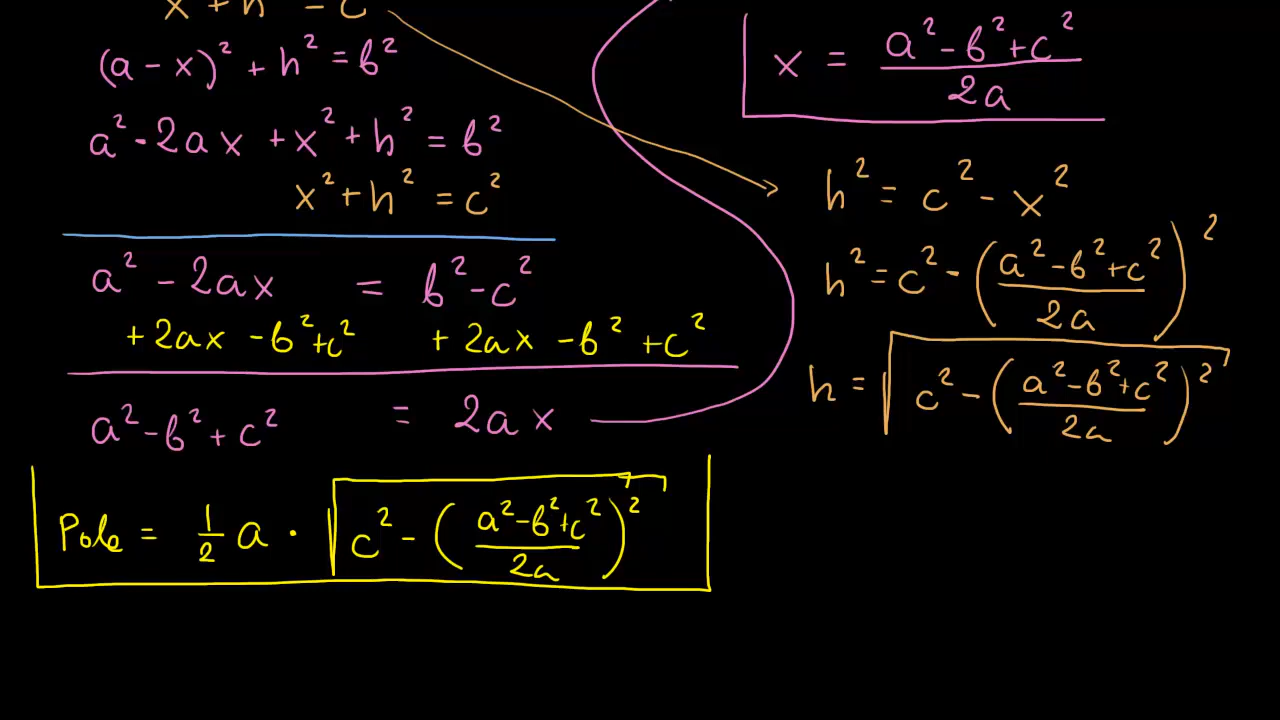 x + h = c
(a - x)² + h² = b²
a² - 2ax + x² + h² = b²
x² + h² = c²
a² - 2ax = b² - c²
+ 2ax - b² + c² + 2ax - b² + c²
a² - b² + c² = 2ax
Pole = 1/2 a · √(c² - ((a² - b² + c²)/2a)²)
x = (a² - b² + c²)/2a
h² = c² - x²
h² = c² - ((a² - b² + c²)/2a)²
h = √(c² - ((a² - b² + c²)/2a)²)